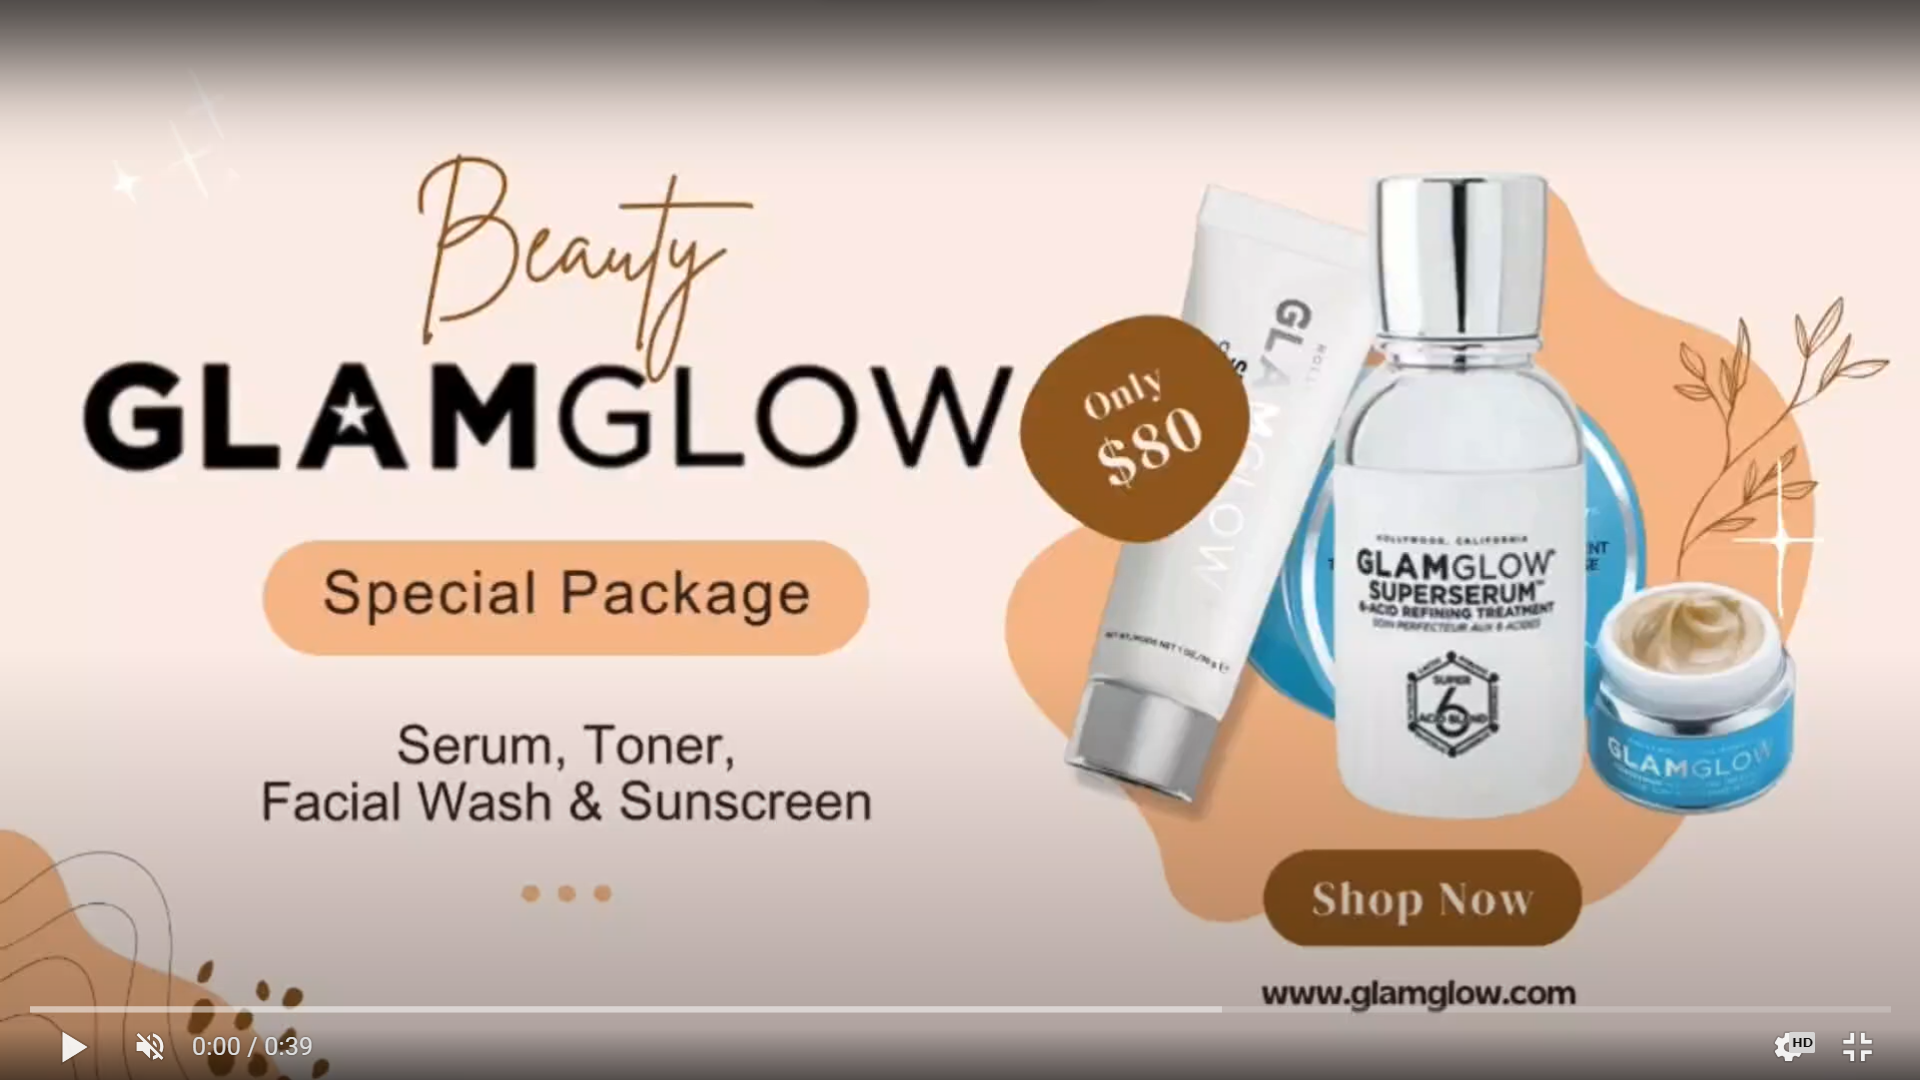 Beauty
GLAMGLOW
Special Package
Serum, Toner,
Facial Wash & Sunscreen
Only
$80
GLAMGLOW
HOLLYWOOD, CALIFORNIA
GLAMGLOW
SUPERSERUM™
6-ACID REFINING TREATMENT
SOIN PERFECTEUR AUX 6 ACIDES
SUPER
6
ACID BLEND
GLAMGLOW
Shop Now
www.glamglow.com
0:00 / 0:39
HD